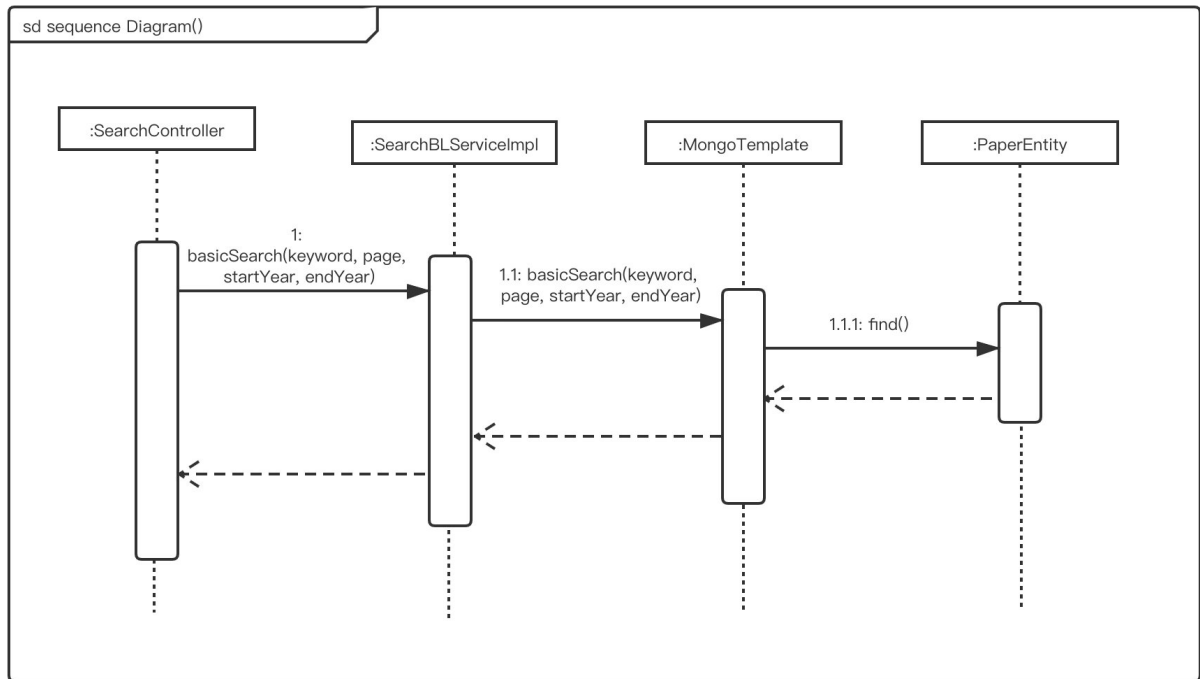 sd sequence Diagram()
:SearchController
:SearchBLServiceImpl
:MongoTemplate
:PaperEntity
1:
basicSearch(keyword, page,
startYear, endYear)
1.1: basicSearch(keyword,
page, startYear, endYear)
1.1.1: find()